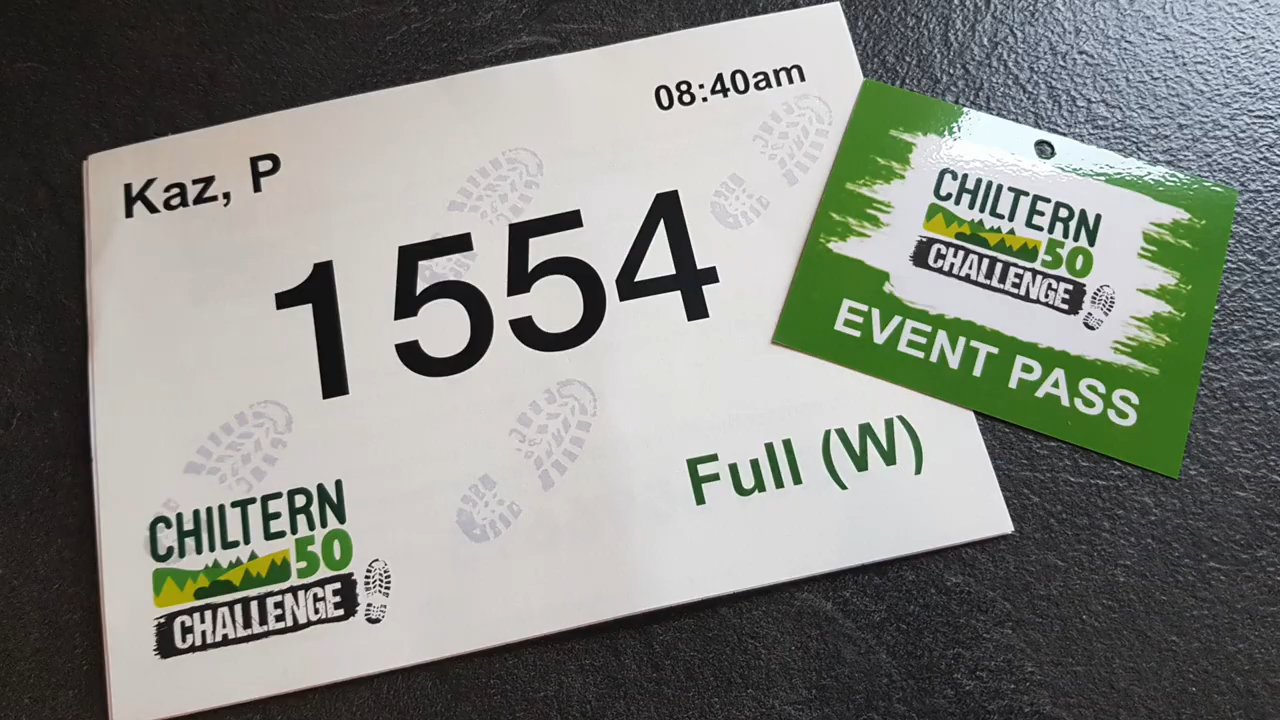 08:40am
Kaz, P
1554
Full (W)
CHILTERN
50
CHALLENGE
CHILTERN
50
CHALLENGE
EVENT PASS